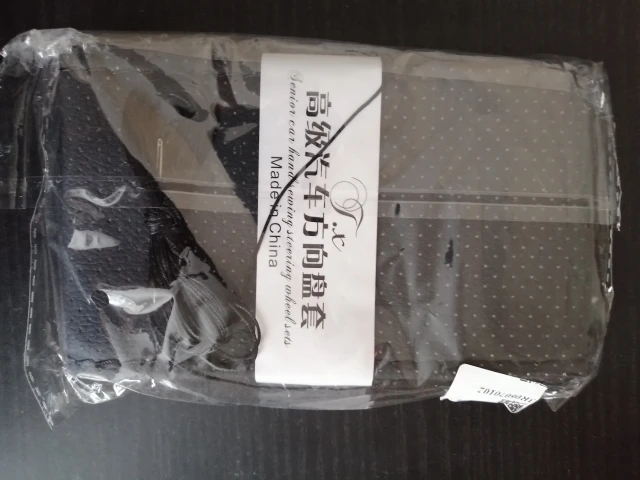 高级汽车方向盘套
Senior car hand sewing steering wheel sets
Made in China